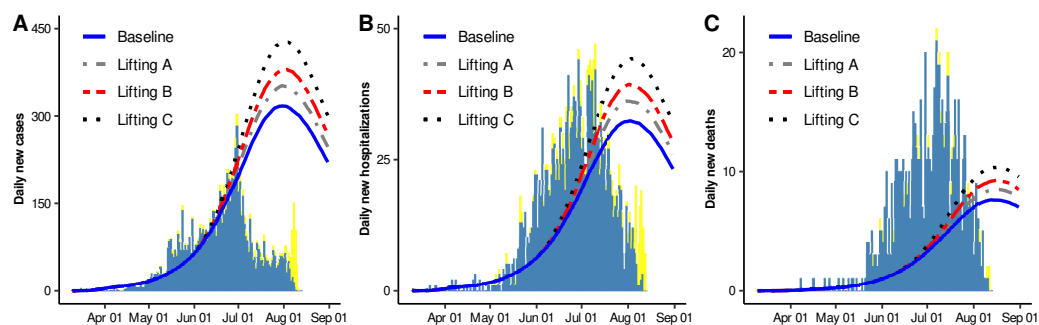 A
Daily new cases
450
300
150
0
Baseline
Lifting A
Lifting B
Lifting C
Apr 01 May 01 Jun 01 Jul 01 Aug 01 Sep 01
B
Daily new hospitalizations
50
25
0
Baseline
Lifting A
Lifting B
Lifting C
Apr 01 May 01 Jun 01 Jul 01 Aug 01 Sep 01
C
Daily new deaths
20
10
0
Baseline
Lifting A
Lifting B
Lifting C
Apr 01 May 01 Jun 01 Jul 01 Aug 01 Sep 01